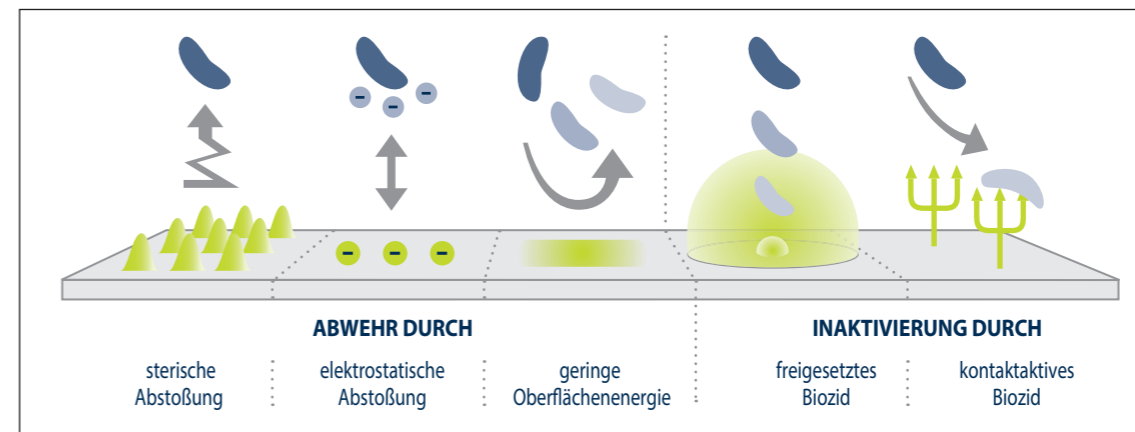 ABWEHR DURCH
INAKTIVIERUNG DURCH
sterische
Abstoßung
elektrostatische
Abstoßung
geringe
Oberflächenenergie
freigesetztes
Biozid
kontaktaktives
Biozid